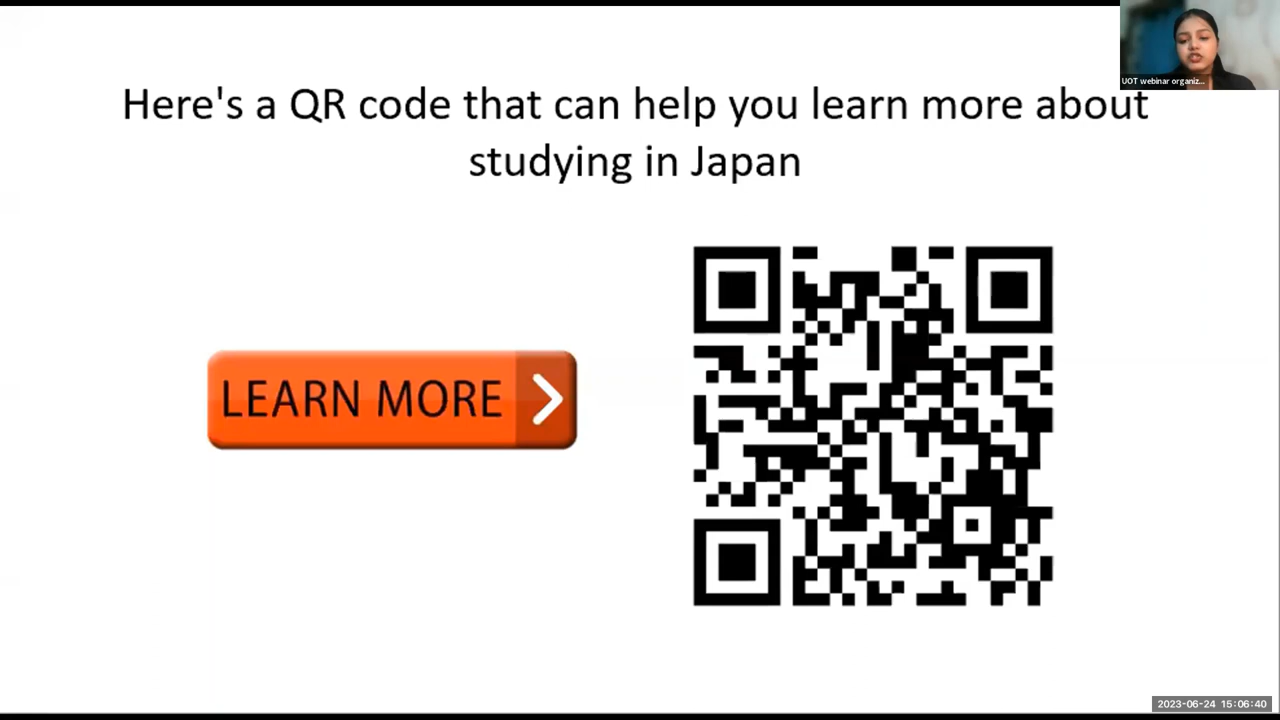 UOT webinar organiz...
Here's a QR code that can help you learn more about
studying in Japan
LEARN MORE
2023-06-24 15:06:40